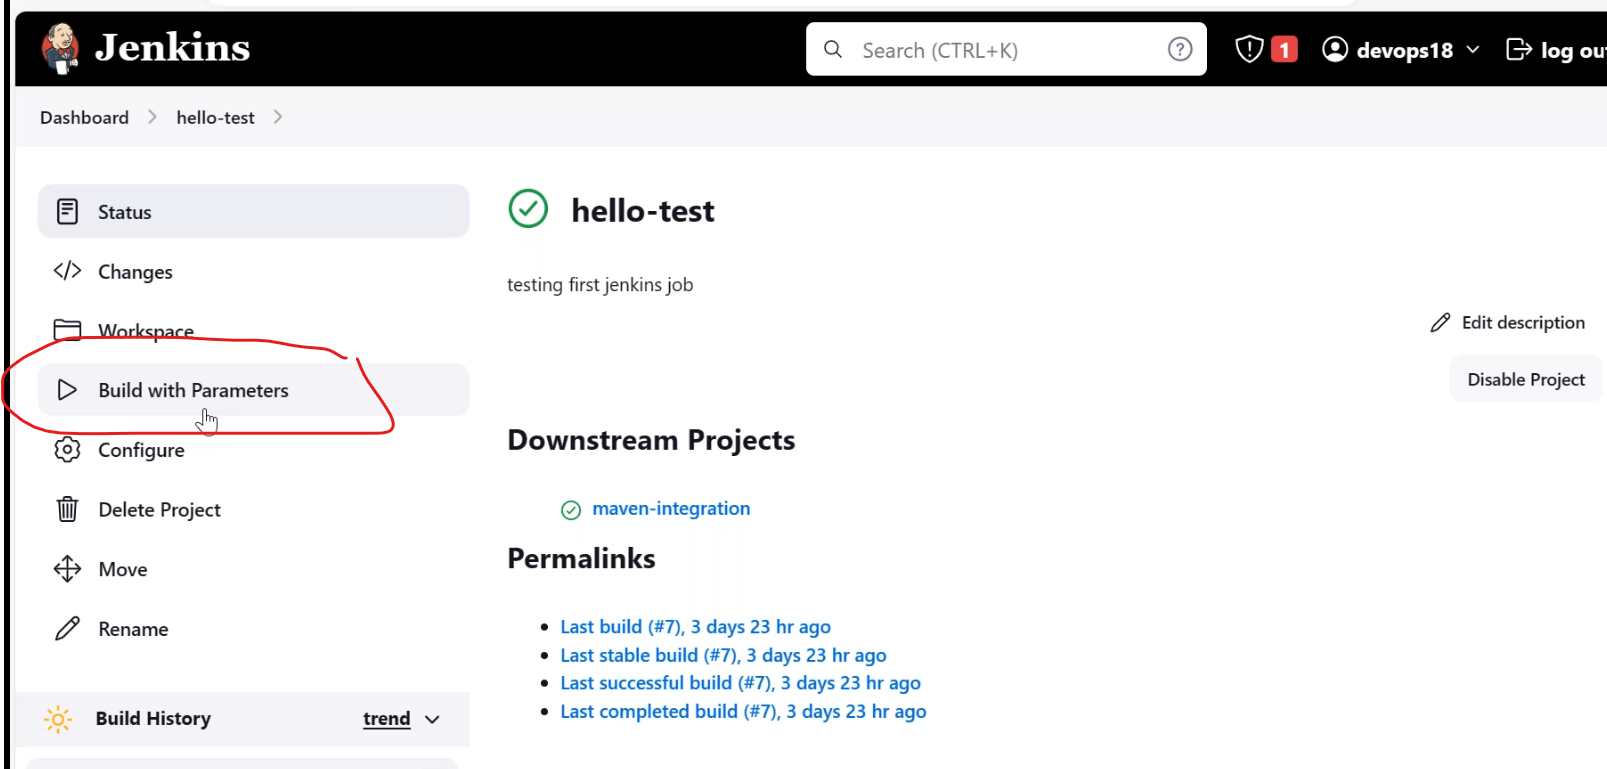 Jenkins
Search (CTRL+K)
1
devops18
log ou
Dashboard
hello-test
Status
Changes
Workspace
Build with Parameters
Configure
Delete Project
Move
Rename
Build History
trend
hello-test
testing first jenkins job
Edit description
Disable Project
Downstream Projects
maven-integration
Permalinks
Last build (#7), 3 days 23 hr ago
Last stable build (#7), 3 days 23 hr ago
Last successful build (#7), 3 days 23 hr ago
Last completed build (#7), 3 days 23 hr ago